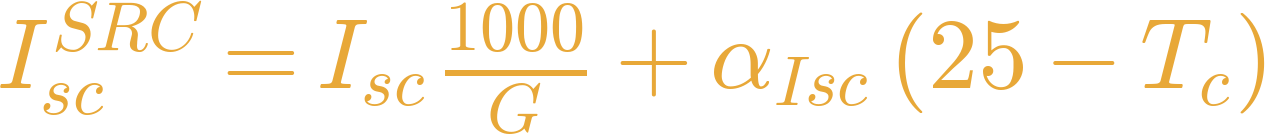 $I_{sc}^{SRC} = I_{sc} \frac{1000}{G} + \alpha_{Isc} (25 - T_c)$